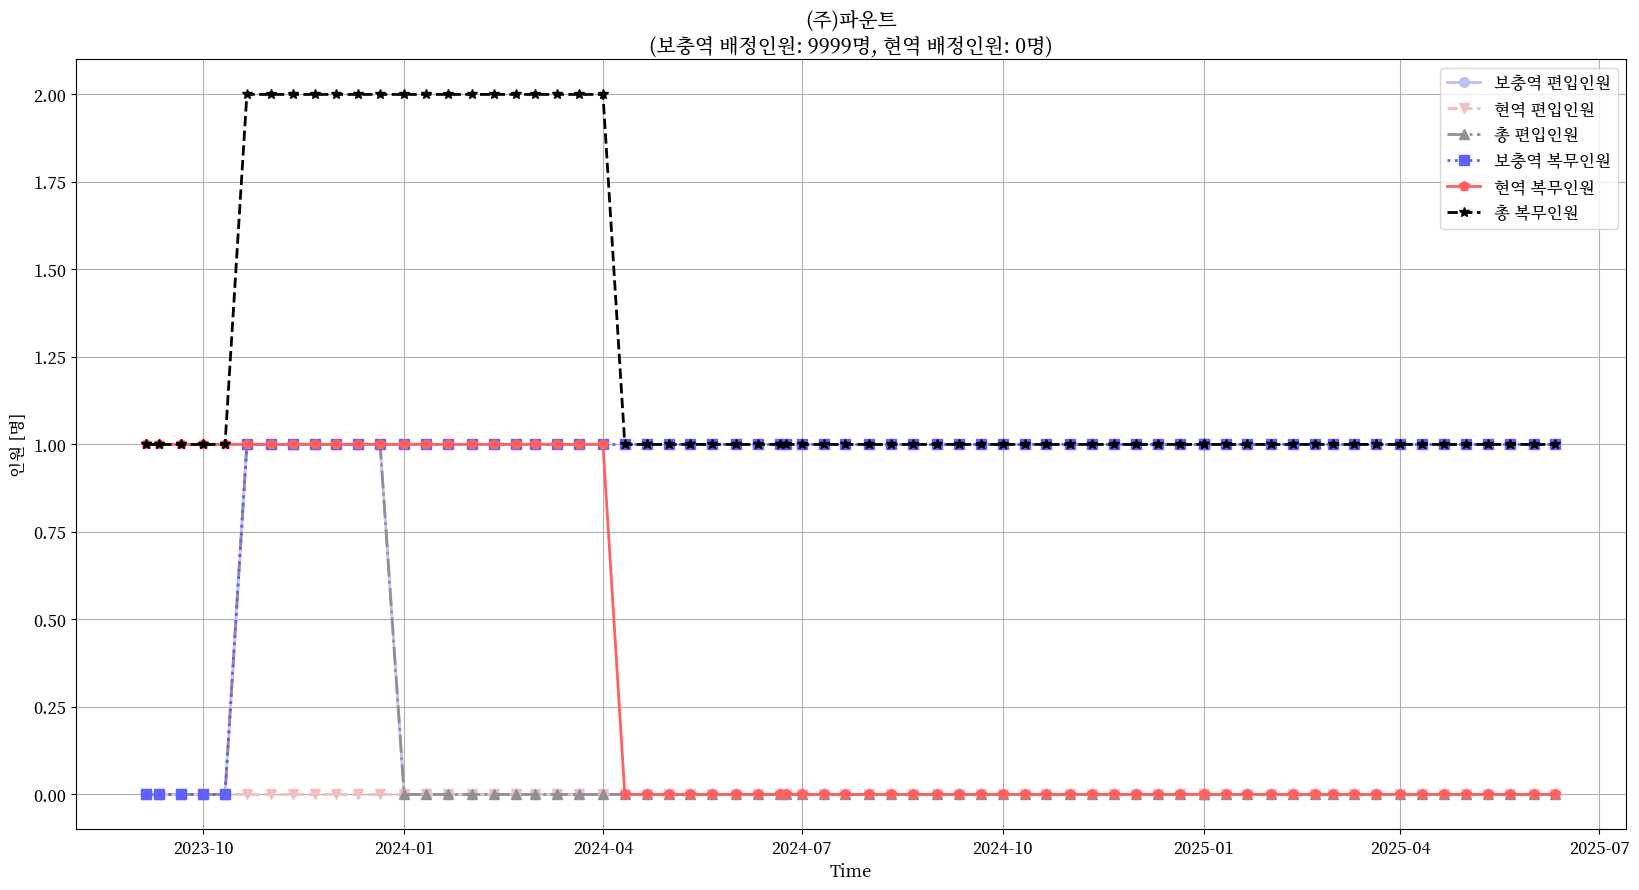 (주)파운트
(보충역 배정인원: 9999명, 현역 배정인원: 0명)
보충역 편입인원
현역 편입인원
총 편입인원
보충역 복무인원
현역 복무인원
총 복무인원
인원 [명]
2.00
1.75
1.50
1.25
1.00
0.75
0.50
0.25
0.00
2023-10
2024-01
2024-04
2024-07
2024-10
2025-01
2025-04
2025-07
Time